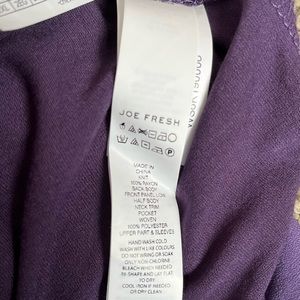 JOE FRESH
MADE IN
CHINA
KNIT
100% RAYON
BACK BODY
FRONT PANEL LOW
HALF BODY
NECK TRIM
POCKET
WOVEN
100% POLYESTER
UPPER PART & SLEEVES
HAND WASH COLD
WASH WITH LIKE COLOURS
DO NOT WRING OR SOAK
ONLY NON-CHLORINE
BLEACH WHEN NEEDED
RE-SHAPE AND LAY FLAT
TO DRY
COOL IRON IF NEEDED
OR DRY CLEAN